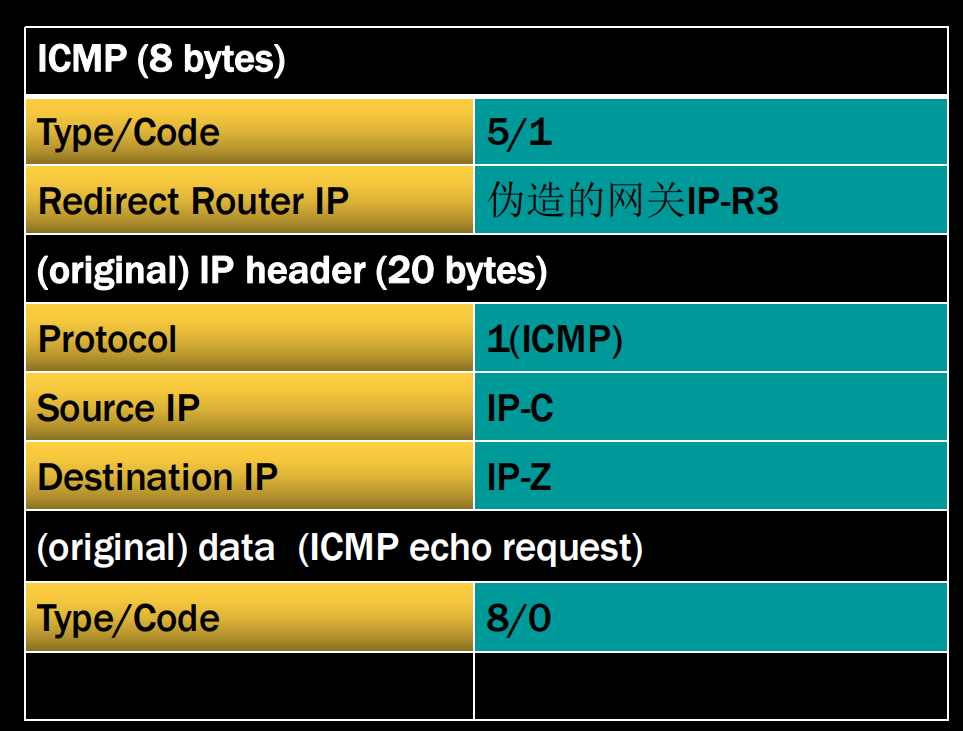 ICMP (8 bytes)
Type/Code 5/1
Redirect Router IP 伪造的网关IP-R3
(original) IP header (20 bytes)
Protocol 1(ICMP)
Source IP IP-C
Destination IP IP-Z
(original) data (ICMP echo request)
Type/Code 8/0